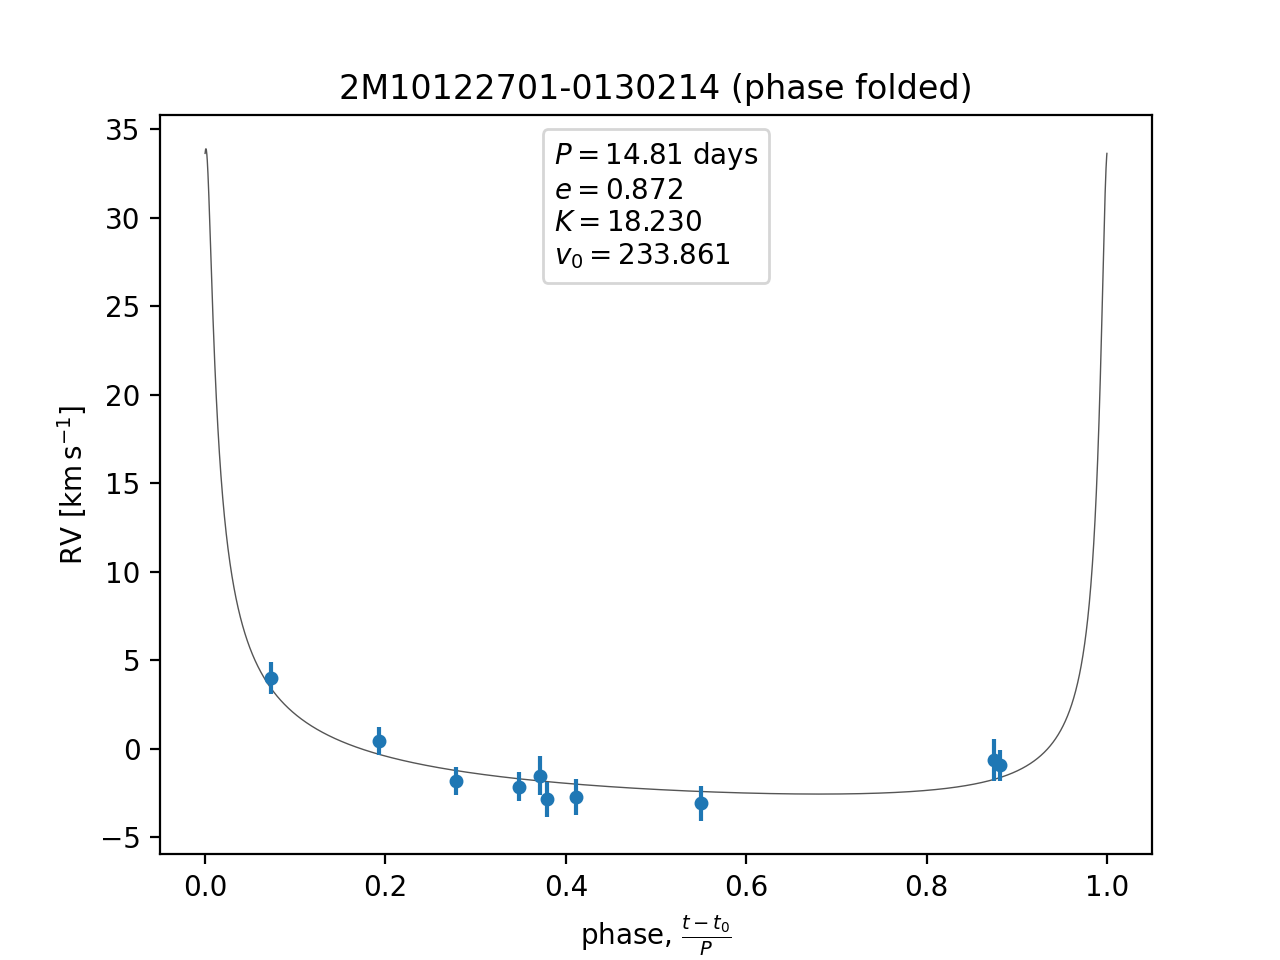 2M10122701-0130214 (phase folded)
P = 14.81 days
e = 0.872
K = 18.230
v₀ = 233.861
35
30
25
20
15
10
5
0
−5
RV [km s⁻¹]
0.0 0.2 0.4 0.6 0.8 1.0
phase, (t − t₀)/P